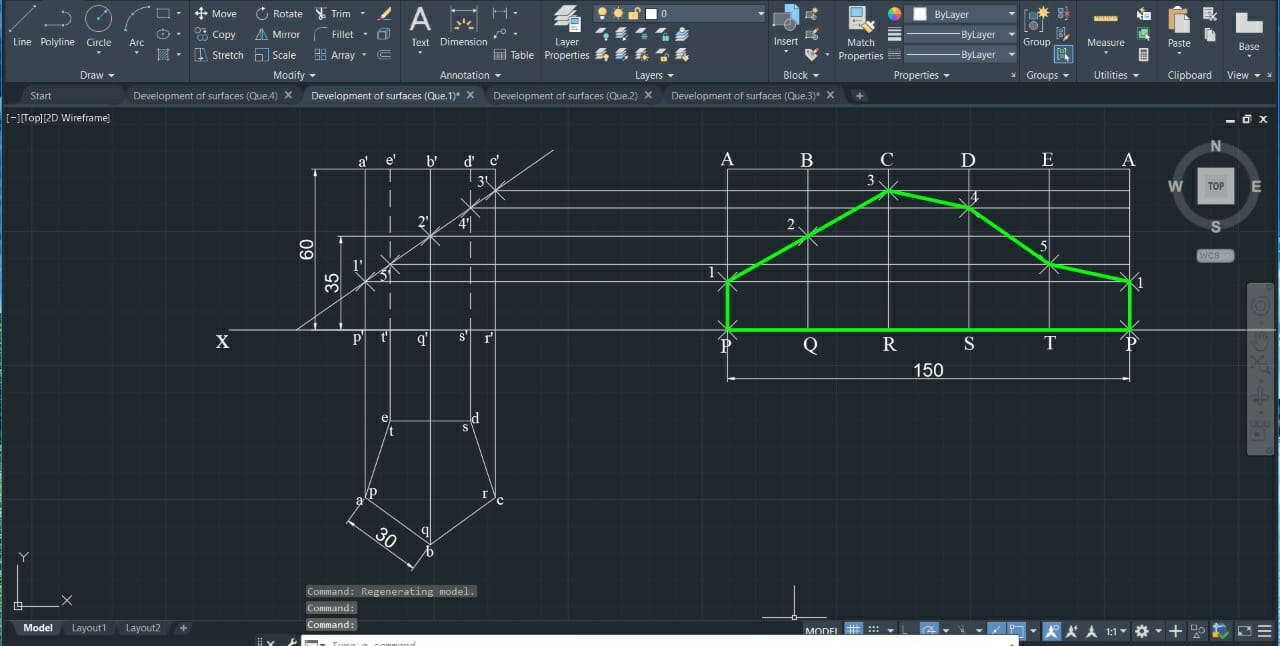 Line Polyline Circle Arc
Move Rotate Trim
Copy Mirror Fillet
Stretch Scale Array
Text Dimension Table
Layer Properties
0
Insert
Match Properties
ByLayer
ByLayer
ByLayer
Group
Measure
Paste
Base
Draw Modify Annotation Layers Block Properties Groups Utilities Clipboard View
Start Development of surfaces (Que.4) Development of surfaces (Que.1)* Development of surfaces (Que.2) Development of surfaces (Que.3)*
[−][Top][2D Wireframe]
N
W TOP E
S
WCS
a' e' b' d' c'
A B C D E A
3' 3
4
2' 4' 2
60
5
1' 5' 1 1
35
X
p' t' q' s' r'
P Q R S T P
150
e d
t s
p r
a c
q
30
b
Y
X
Command: Regenerating model.
Command:
Command:
Type a command
Model Layout1 Layout2
MODEL 1:1